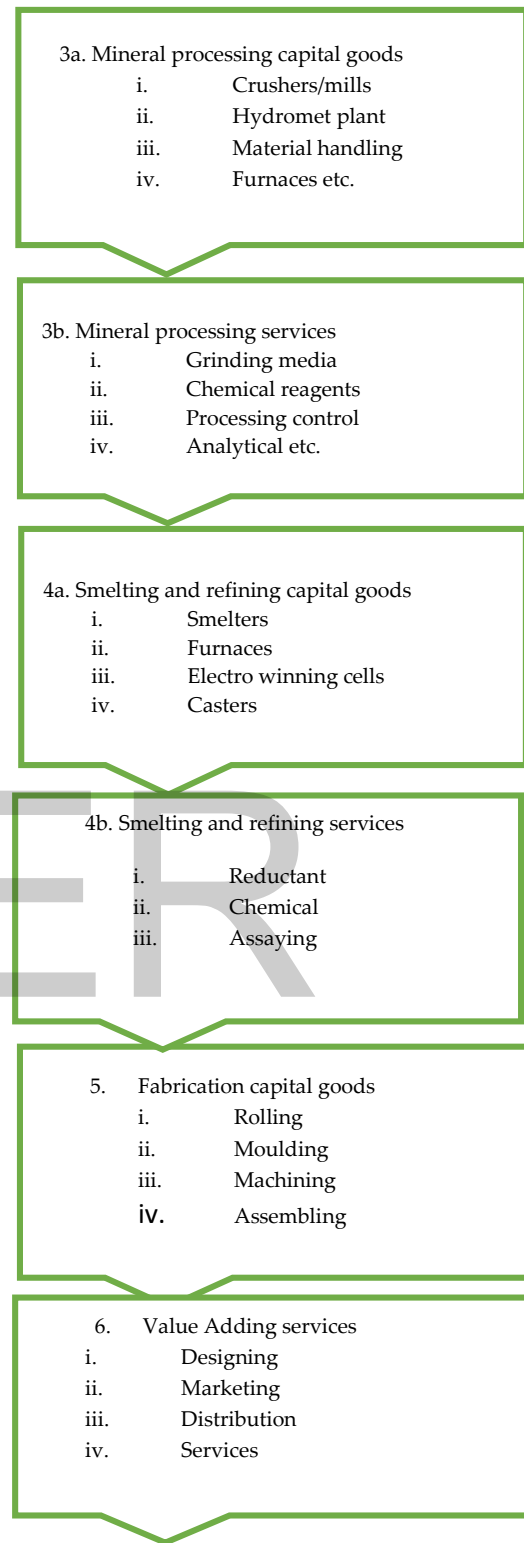 3a. Mineral processing capital goods
i. Crushers/mills
ii. Hydromet plant
iii. Material handling
iv. Furnaces etc.
3b. Mineral processing services
i. Grinding media
ii. Chemical reagents
iii. Processing control
iv. Analytical etc.
4a. Smelting and refining capital goods
i. Smelters
ii. Furnaces
iii. Electro winning cells
iv. Casters
ER
4b. Smelting and refining services
i. Reductant
ii. Chemical
iii. Assaying
5. Fabrication capital goods
i. Rolling
ii. Moulding
iii. Machining
iv. Assembling
6. Value Adding services
i. Designing
ii. Marketing
iii. Distribution
iv. Services